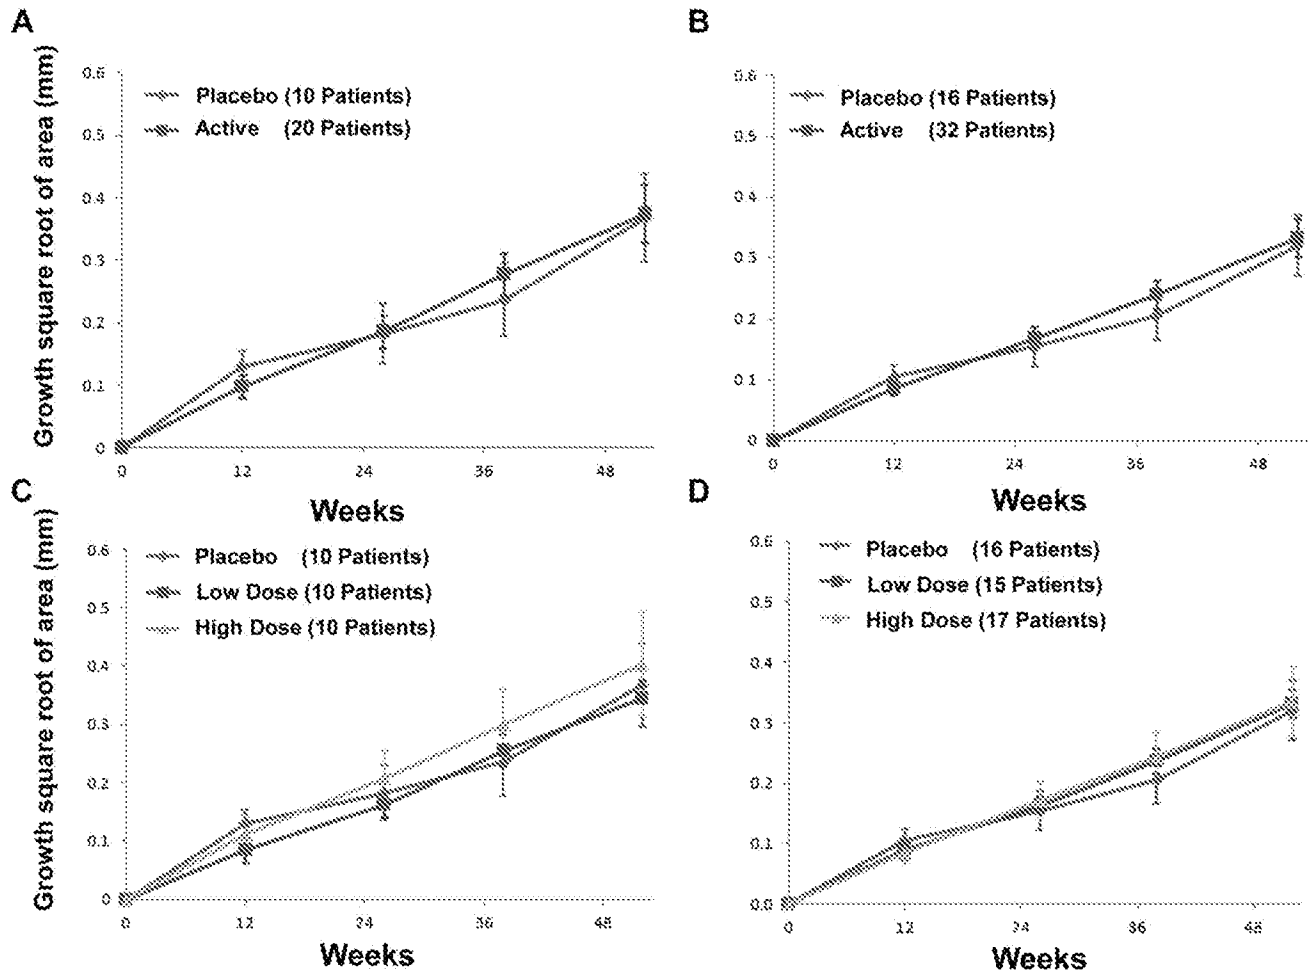 A
Growth square root of area (mm)
0.6
0.5
0.4
0.3
0.2
0.1
0
Placebo (10 Patients)
Active (20 Patients)
0 12 24 36 48
Weeks
B
0.6
0.5
0.4
0.3
0.2
0.1
0
Placebo (16 Patients)
Active (32 Patients)
0 12 24 36 48
Weeks
C
Growth square root of area (mm)
0.6
0.5
0.4
0.3
0.2
0.1
0
Placebo (10 Patients)
Low Dose (10 Patients)
High Dose (10 Patients)
0 12 24 36 48
Weeks
D
0.6
0.5
0.4
0.3
0.2
0.1
0.0
Placebo (16 Patients)
Low Dose (15 Patients)
High Dose (17 Patients)
0 12 24 36 48
Weeks